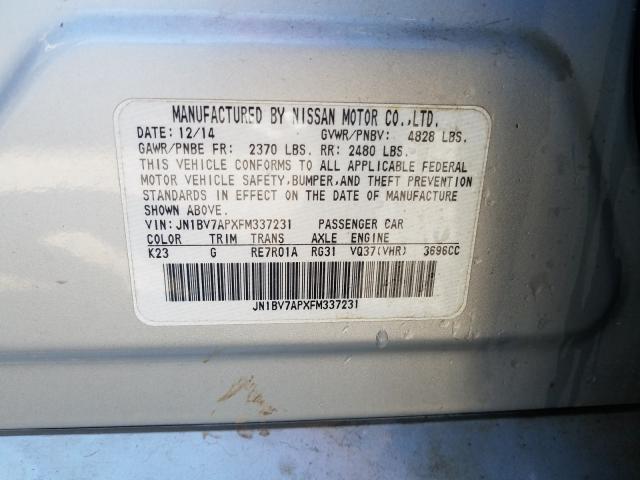 MANUFACTURED BY NISSAN MOTOR CO.,LTD.
DATE: 12/14 GVWR/PNBV: 4828 LBS.
GAWR/PNBE FR: 2370 LBS. RR: 2480 LBS.
THIS VEHICLE CONFORMS TO ALL APPLICABLE FEDERAL
MOTOR VEHICLE SAFETY,BUMPER,AND THEFT PREVENTION
STANDARDS IN EFFECT ON THE DATE OF MANUFACTURE
SHOWN ABOVE.
VIN: JN1BV7APXFM337231 PASSENGER CAR
COLOR TRIM TRANS AXLE ENGINE
K23 G RE7R01A RG31 VQ37(VHR) 3696CC
JN1BV7APXFM337231